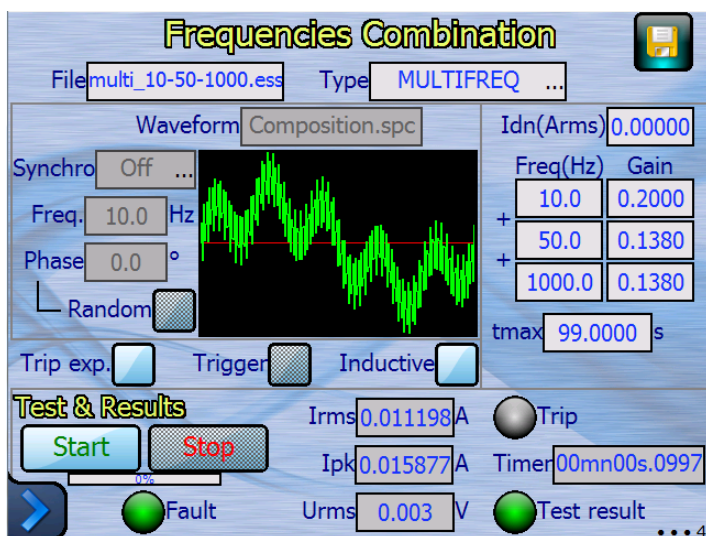 Frequencies Combination
File multi_10-50-1000.ess Type MULTIFREQ ...
Waveform Composition.spc
Idn(Arms) 0.00000
Synchro Off ...
Freq(Hz) Gain
Freq. 10.0 Hz
10.0 0.2000
+
50.0 0.1380
Phase 0.0 °
+
1000.0 0.1380
Random
tmax 99.0000 s
Trip exp. Trigger Inductive
Test & Results
Irms 0.011198 A Trip
Start Stop
Ipk 0.015877 A Timer 00mn00s.0997
0%
Fault Urms 0.003 V Test result
••• 4